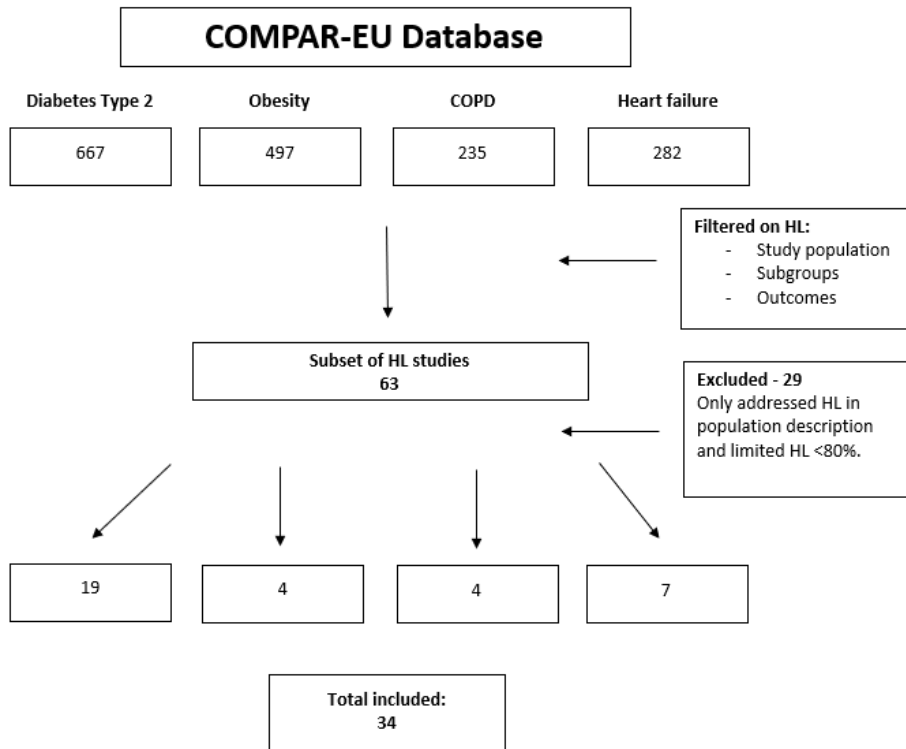 COMPAR-EU Database
Diabetes Type 2
Obesity
COPD
Heart failure
667
497
235
282
Filtered on HL:
- Study population
- Subgroups
- Outcomes
Subset of HL studies
63
Excluded - 29
Only addressed HL in
population description
and limited HL <80%.
19
4
4
7
Total included:
34